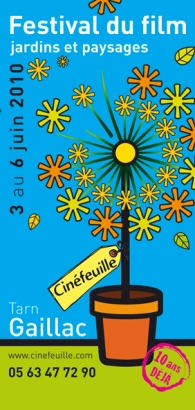 Festival du film
jardins et paysages
3 au 6 juin 2010
Cinéfeuille
Tarn
Gaillac
www.cinefeuille.com
05 63 47 72 90
10 ans
DÉJÀ